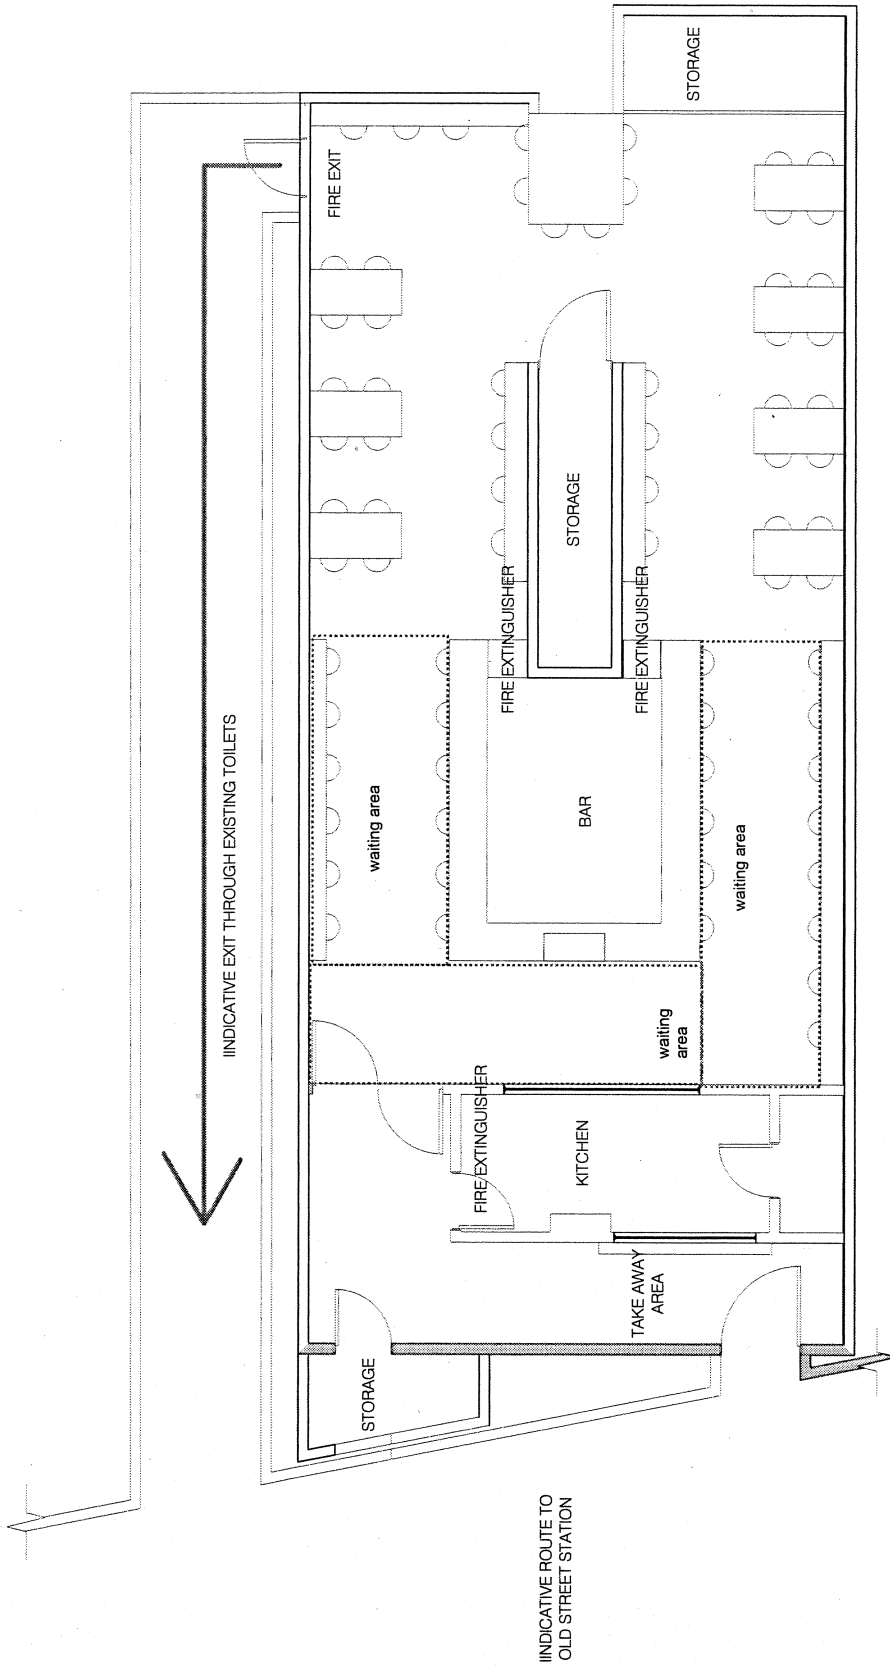 STORAGE
FIRE EXIT
STORAGE
FIRE EXTINGUISHER
FIRE EXTINGUISHER
IINDICATIVE EXIT THROUGH EXISTING TOILETS
waiting area
BAR
waiting area
waiting
area
FIRE EXTINGUISHER
KITCHEN
TAKE AWAY
AREA
STORAGE
IINDICATIVE ROUTE TO
OLD STREET STATION